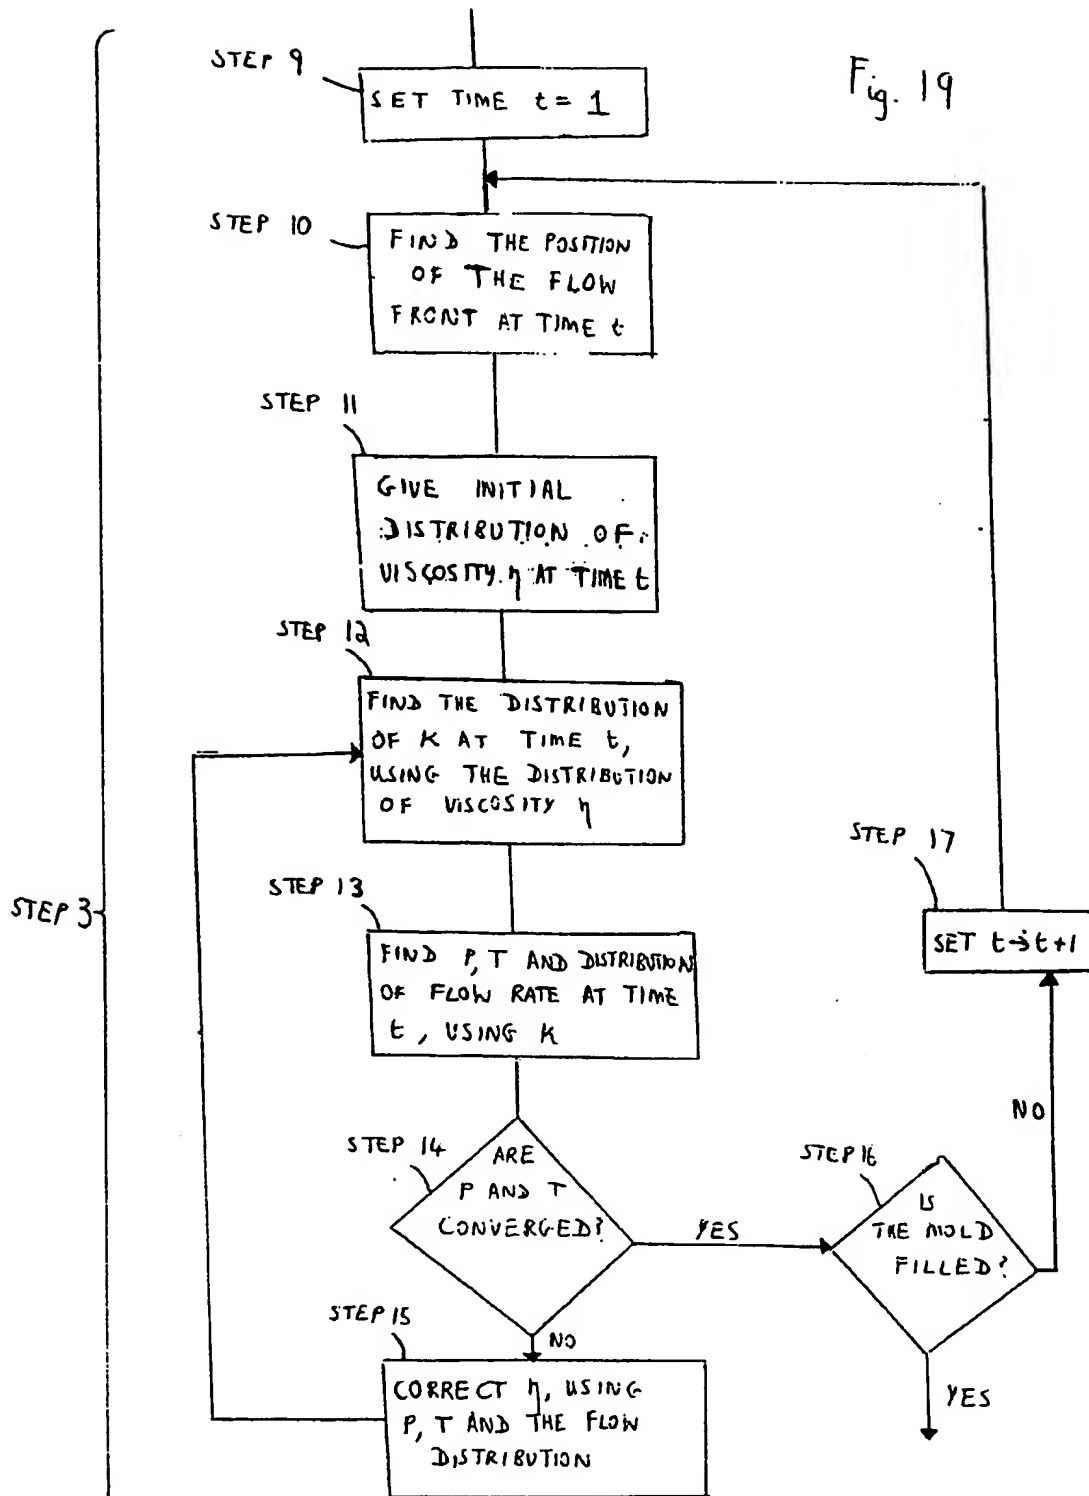 Fig. 19
STEP 9
SET TIME t = 1
STEP 10
FIND THE POSITION
OF THE FLOW
FRONT AT TIME t
STEP 11
GIVE INITIAL
DISTRIBUTION OF
VISCOSITY η AT TIME t
STEP 12
FIND THE DISTRIBUTION
OF K AT TIME t,
USING THE DISTRIBUTION
OF VISCOSITY η
STEP 3
STEP 13
FIND P, T AND DISTRIBUTION
OF FLOW RATE AT TIME
t, USING K
STEP 14
ARE
P AND T
CONVERGED?
YES
NO
STEP 15
CORRECT η, USING
P, T AND THE FLOW
DISTRIBUTION
STEP 16
IS
THE MOLD
FILLED?
NO
YES
STEP 17
SET t→t+1